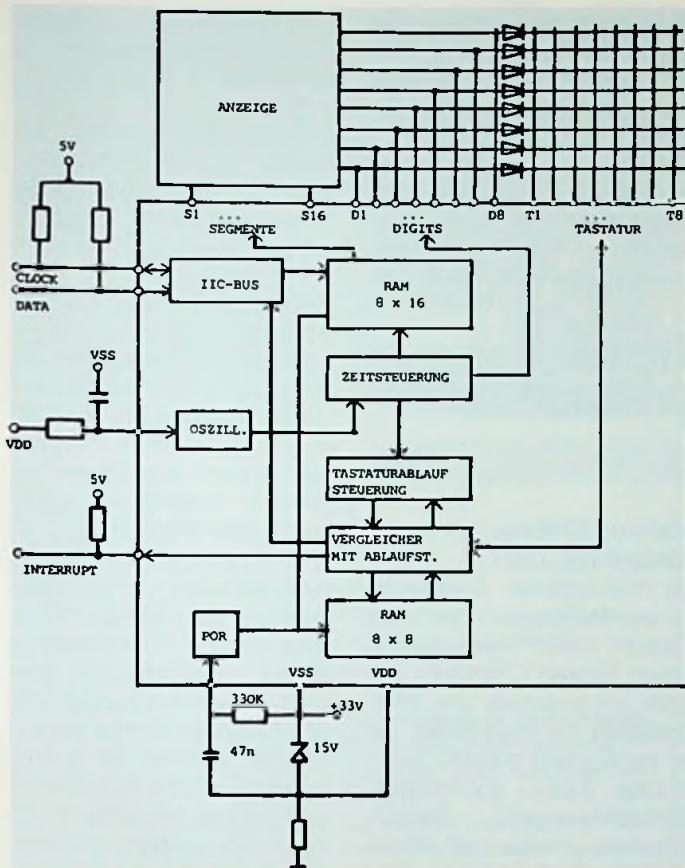 ANZEIGE
5V
S1 ... S16 D1 ... D8 T1 ... T8
SEGMENTE DIGITS TASTATUR
CLOCK
DATA
IIC-BUS
RAM
8 x 16
VSS
ZEITSTEUERUNG
VDD
OSZILL.
5V
TASTATURABLAUF
STEUERUNG
INTERRUPT
VERGLEICHER
MIT ABLAUFST.
POR
RAM
8 x 8
VSS VDD
330K
+33V
47n
15V